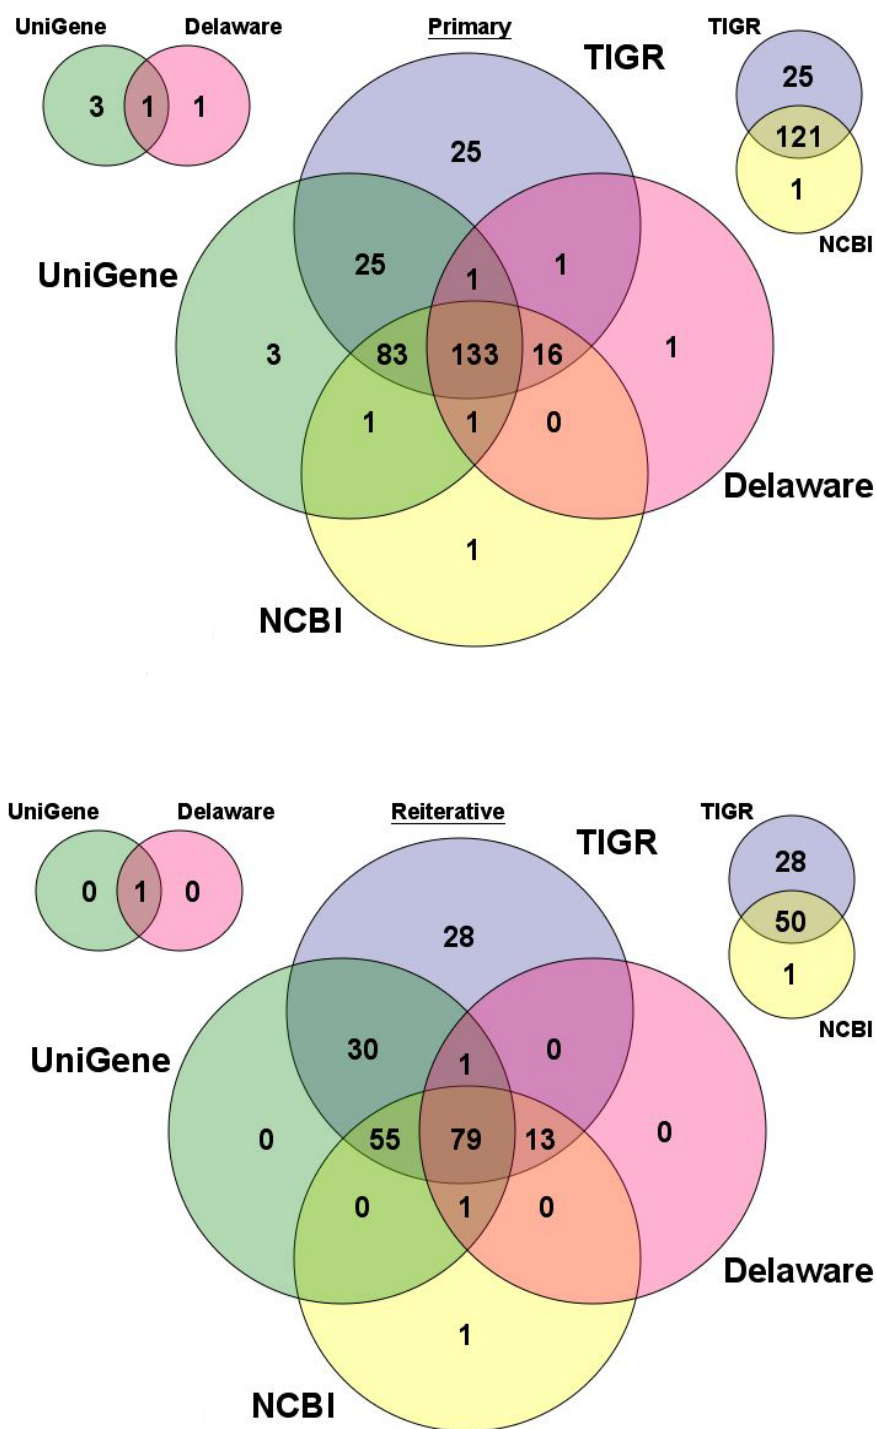 UniGene Delaware Primary TIGR
TIGR
3 1 1
25
25
121
UniGene
25 1 1
1
NCBI
3 83 133 16 1
1 1 0
Delaware
1
NCBI
UniGene Delaware Reiterative TIGR
TIGR
0 1 0
28
28
50
UniGene
30 1 0
1
NCBI
0 55 79 13 0
0 1 0
Delaware
1
NCBI